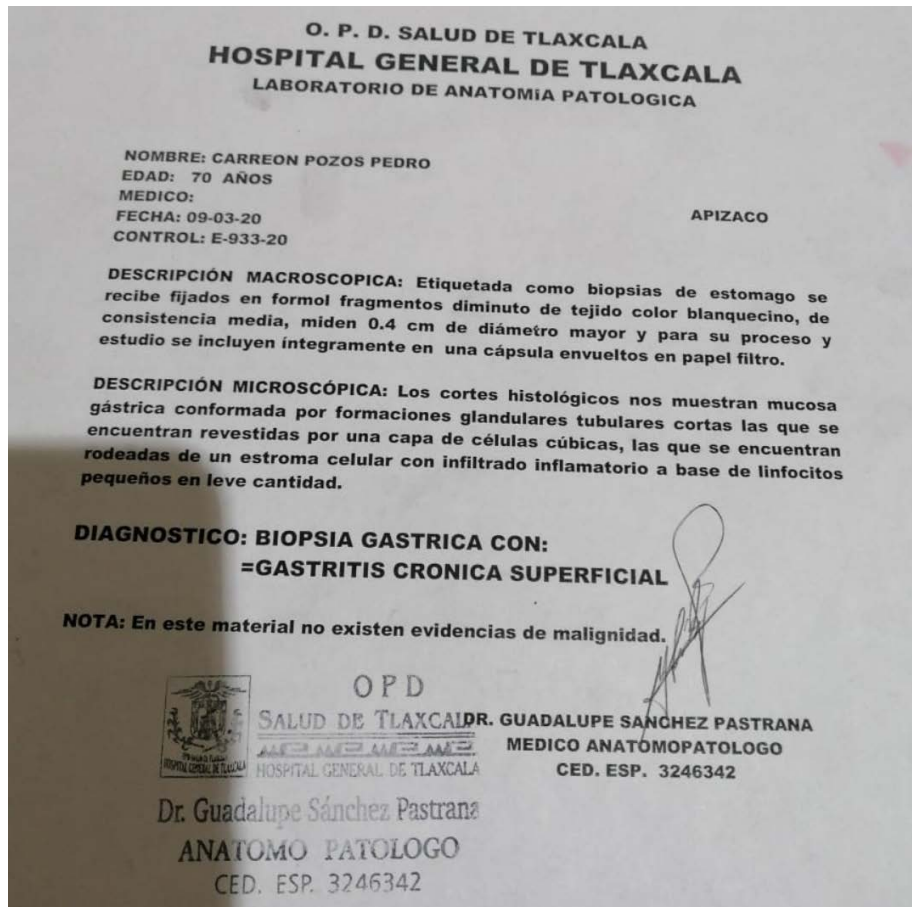 O. P. D. SALUD DE TLAXCALA
HOSPITAL GENERAL DE TLAXCALA
LABORATORIO DE ANATOMíA PATOLOGICA
NOMBRE: CARREON POZOS PEDRO
EDAD: 70 AÑOS
MEDICO:
FECHA: 09-03-20
APIZACO
CONTROL: E-933-20
DESCRIPCIÓN MACROSCOPICA: Etiquetada como biopsias de estomago se
recibe fijados en formol fragmentos diminuto de tejido color blanquecino, de
consistencia media, miden 0.4 cm de diámetro mayor y para su proceso y
estudio se incluyen íntegramente en una cápsula envueltos en papel filtro.
DESCRIPCIÓN MICROSCÓPICA: Los cortes histológicos nos muestran mucosa
gástrica conformada por formaciones glandulares tubulares cortas las que se
encuentran revestidas por una capa de células cúbicas, las que se encuentran
rodeadas de un estroma celular con infiltrado inflamatorio a base de linfocitos
pequeños en leve cantidad.
DIAGNOSTICO: BIOPSIA GASTRICA CON:
=GASTRITIS CRONICA SUPERFICIAL
NOTA: En este material no existen evidencias de malignidad.
OPD
SALUD DE TLAXCALA
HOSPITAL GENERAL DE TLAXCALA
HOSPITAL GENERAL DE TLAXCALA
Dr. Guadalupe Sánchez Pastrana
ANATOMO PATOLOGO
CED. ESP. 3246342
DR. GUADALUPE SANCHEZ PASTRANA
MEDICO ANATOMOPATOLOGO
CED. ESP. 3246342